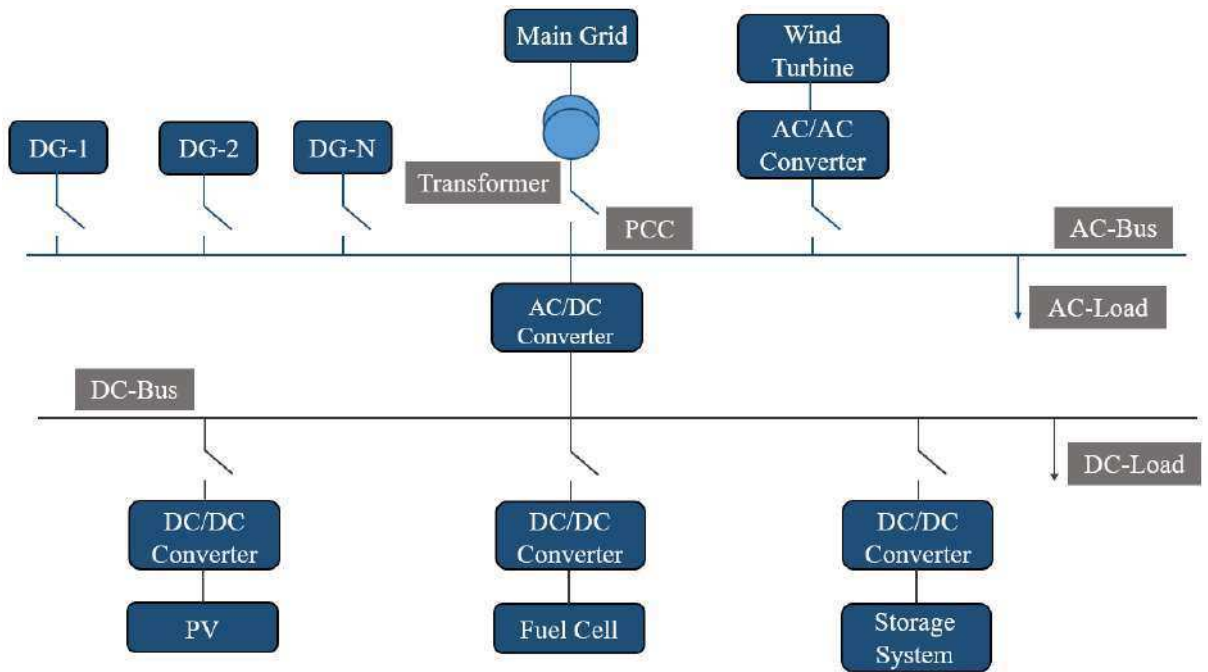 Main Grid
Wind
Turbine
DG-1
DG-2
DG-N
AC/AC
Converter
Transformer
PCC
AC-Bus
AC/DC
Converter
AC-Load
DC-Bus
DC-Load
DC/DC
Converter
DC/DC
Converter
DC/DC
Converter
PV
Fuel Cell
Storage
System